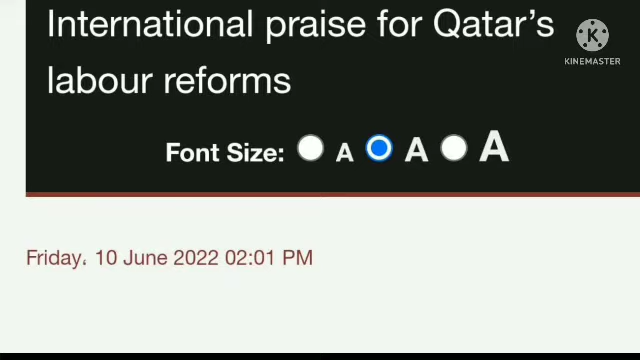 International praise for Qatar’s
labour reforms
KINEMASTER
Font Size: A A A
Friday، 10 June 2022 02:01 PM